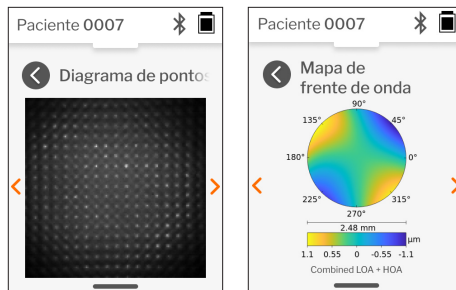 Paciente 0007
Diagrama de pontos
Paciente 0007
Mapa de
frente de onda
90°
135°
45°
180°
0°
225°
315°
270°
2.48 mm
μm
1.1 0.55 0 -0.55 -1.1
Combined LOA + HOA